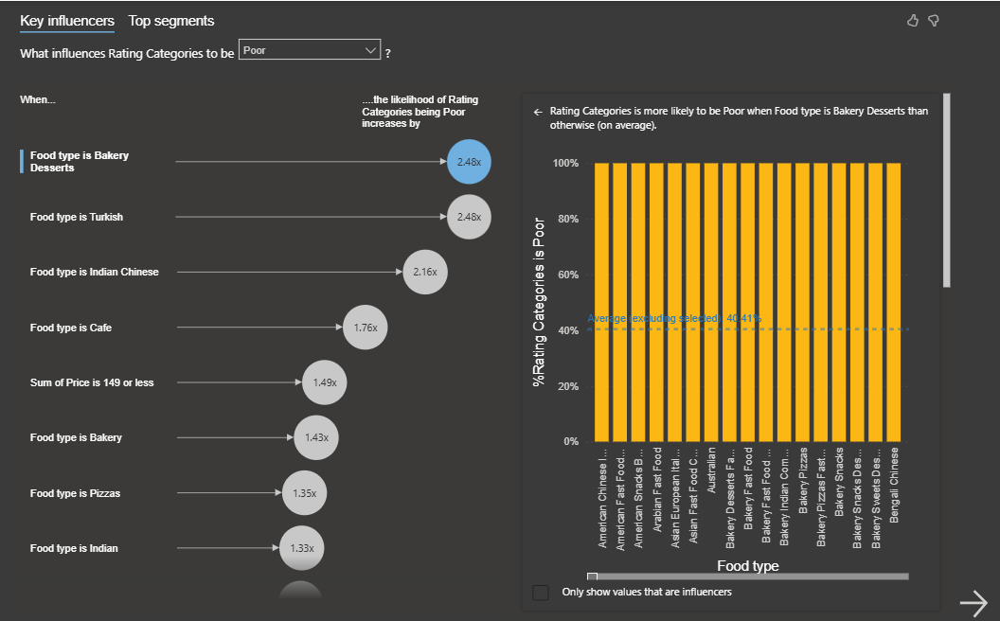 Key influencers Top segments
What influences Rating Categories to be Poor ?
When...
....the likelihood of Rating
Categories being Poor
increases by
Food type is Bakery
Desserts
2.48x
Food type is Turkish
2.48x
Food type is Indian Chinese
2.16x
Food type is Cafe
1.76x
Sum of Price is 149 or less
1.49x
Food type is Bakery
1.43x
Food type is Pizzas
1.35x
Food type is Indian
1.33x
← Rating Categories is more likely to be Poor when Food type is Bakery Desserts than
otherwise (on average).
%Rating Categories is Poor
100%
80%
60%
40%
20%
0%
Average (excluding selected): 40.41%
American Chinese I...
American Fast Food...
American Snacks B...
Arabian Fast Food
Asian European Ital...
Asian Fast Food C...
Australian
Bakery Desserts Fa...
Bakery Fast Food
Bakery Fast Food ...
Bakery Indian Com...
Bakery Pizzas
Bakery Pizzas Fast...
Bakery Snacks
Bakery Snacks Des...
Bakery Sweets Des...
Bengali Chinese
Food type
Only show values that are influencers